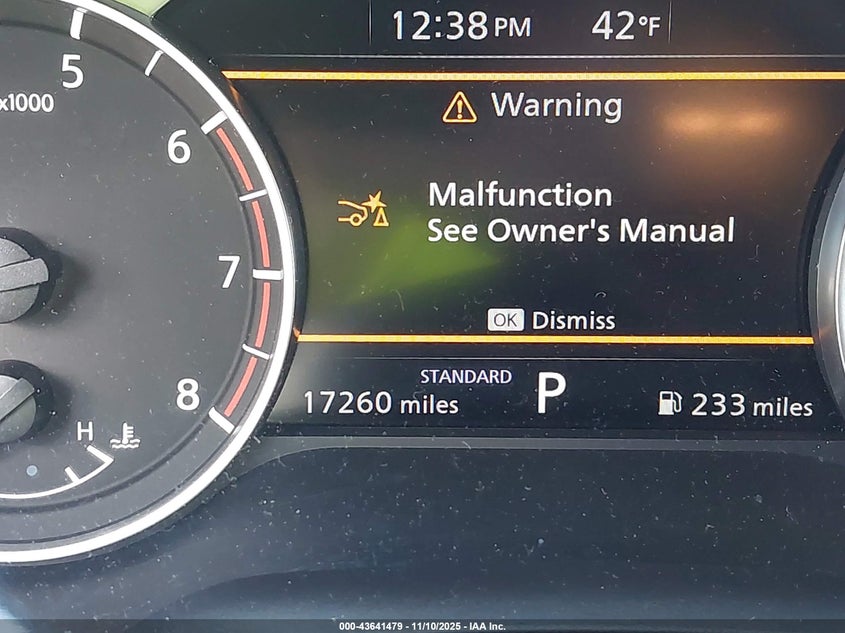 12:38 PM 42°F
5
x1000
Warning
6
Malfunction
See Owner's Manual
7
OK Dismiss
STANDARD
8
17260 miles P 233 miles
H
000-43641479 - 11/10/2025 - IAA Inc.